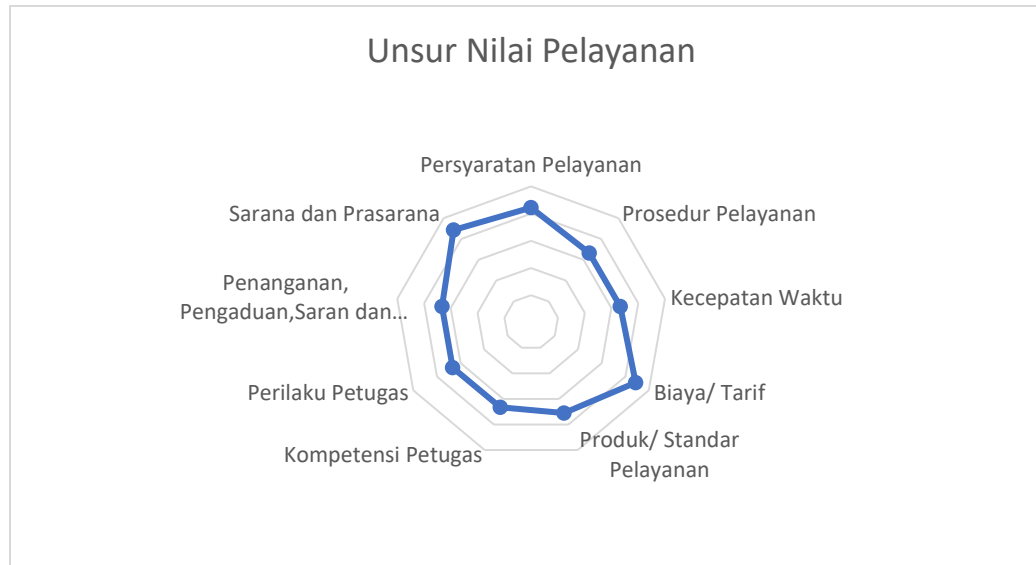 Unsur Nilai Pelayanan
Persyaratan Pelayanan
Prosedur Pelayanan
Kecepatan Waktu
Biaya/ Tarif
Produk/ Standar
Pelayanan
Kompetensi Petugas
Perilaku Petugas
Penanganan,
Pengaduan,Saran dan...
Sarana dan Prasarana